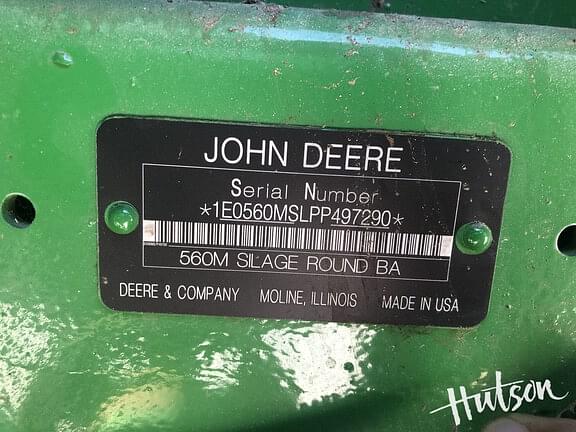 JOHN DEERE
Serial Number
*1E0560MSLPP497290*
560M SILAGE ROUND BA
DEERE & COMPANY MOLINE, ILLINOIS MADE IN USA
Hutson